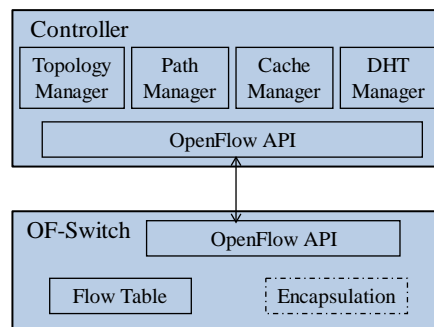 Controller
Topology
Manager
Path
Manager
Cache
Manager
DHT
Manager
OpenFlow API
OF-Switch
OpenFlow API
Flow Table
Encapsulation